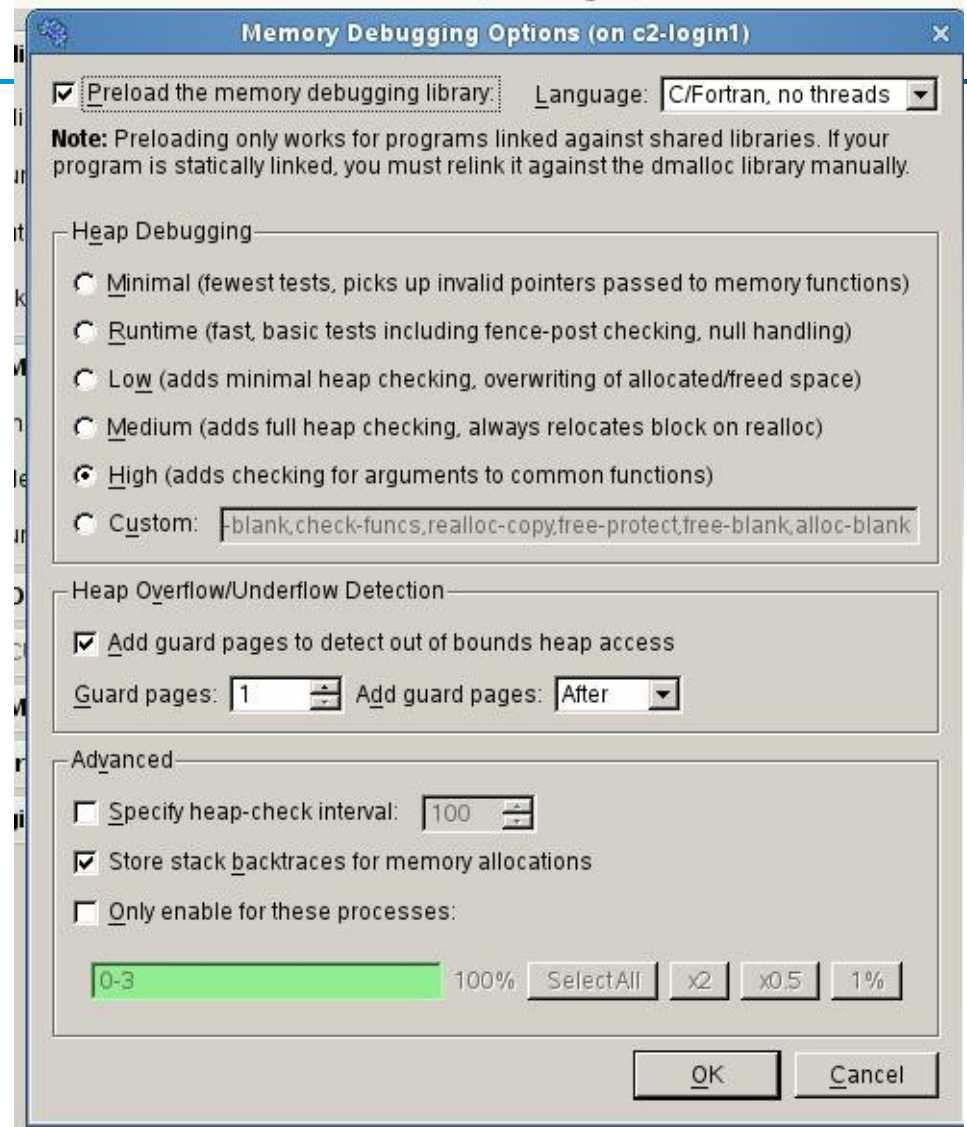 Memory Debugging Options (on c2-login1)
Preload the memory debugging library: Language: C/Fortran, no threads
Note: Preloading only works for programs linked against shared libraries. If your
program is statically linked, you must relink it against the dmalloc library manually.
Heap Debugging
Minimal (fewest tests, picks up invalid pointers passed to memory functions)
Runtime (fast, basic tests including fence-post checking, null handling)
Low (adds minimal heap checking, overwriting of allocated/freed space)
Medium (adds full heap checking, always relocates block on realloc)
High (adds checking for arguments to common functions)
Custom: -blank,check-funcs,realloc-copy,free-protect,free-blank,alloc-blank
Heap Overflow/Underflow Detection
Add guard pages to detect out of bounds heap access
Guard pages: 1 Add guard pages: After
Advanced
Specify heap-check interval: 100
Store stack backtraces for memory allocations
Only enable for these processes:
0-3 100% Select All x2 x0.5 1%
OK Cancel